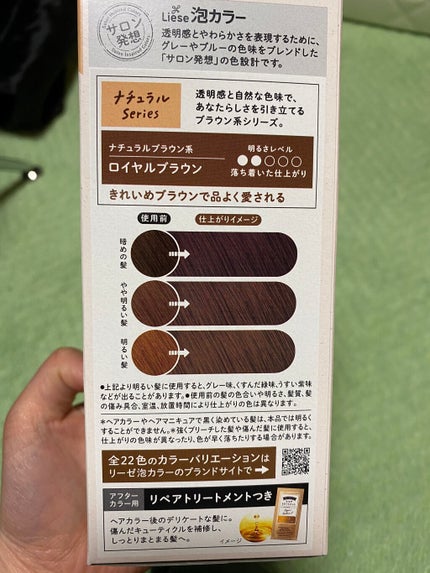 Salon Inspired Color
サロン
発想
Liese 泡カラー
透明感とやわらかさを表現するために、
グレーやブルーの色味をブレンドした
「サロン発想」の色設計です。
ナチュラル
Series
透明感と自然な色味で、
あなたらしさを引き立てる
ブラウン系シリーズ。
ナチュラルブラウン系
ロイヤルブラウン
明るさレベル
落ち着いた仕上がり
きれいめブラウンで品よく愛される
使用前
仕上がりイメージ
暗めの髪
やや明るい髪
明るい髪
●上記より明るい髪に使用すると、グレー味、くすんだ緑味、うすい紫味
などが出ることがあります。●使用前の髪の色合いや明るさ、髪質、髪
の傷み具合、室温、放置時間により仕上がりの色は異なります。
＊ヘアカラーやヘアマニキュアで黒く染めている髪は、本品では明るく
することができません。＊強くブリーチした髪や傷んだ髪に使用すると、
仕上がりの色味が異なったり、色が早く落ちたりする場合があります。
全22色のカラーバリエーションは
リーゼ泡カラーのブランドサイトで
アフター
カラー用
リペアトリートメントつき
ヘアカラー後のデリケートな髪に。
傷んだキューティクルを補修し、
しっとりまとまる髪へ。
イメージ